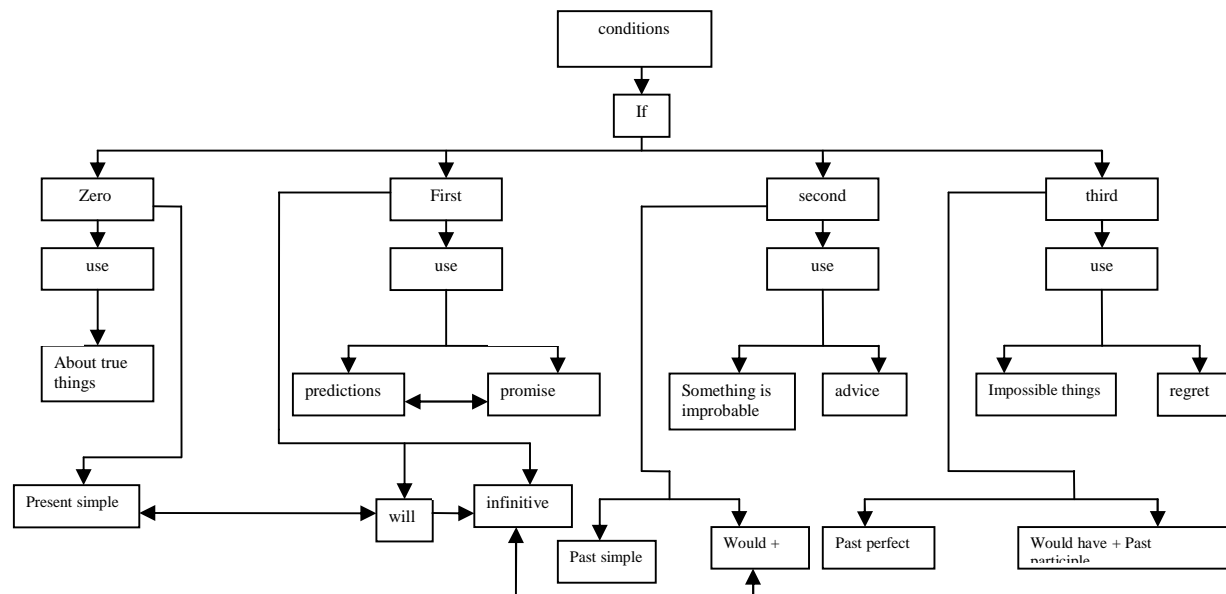 conditions
If
Zero
First
second
third
use
use
use
use
About true
things
predictions
promise
Something is
improbable
advice
Impossible things
regret
Present simple
will
infinitive
Past simple
Would +
Past perfect
Would have + Past
participle